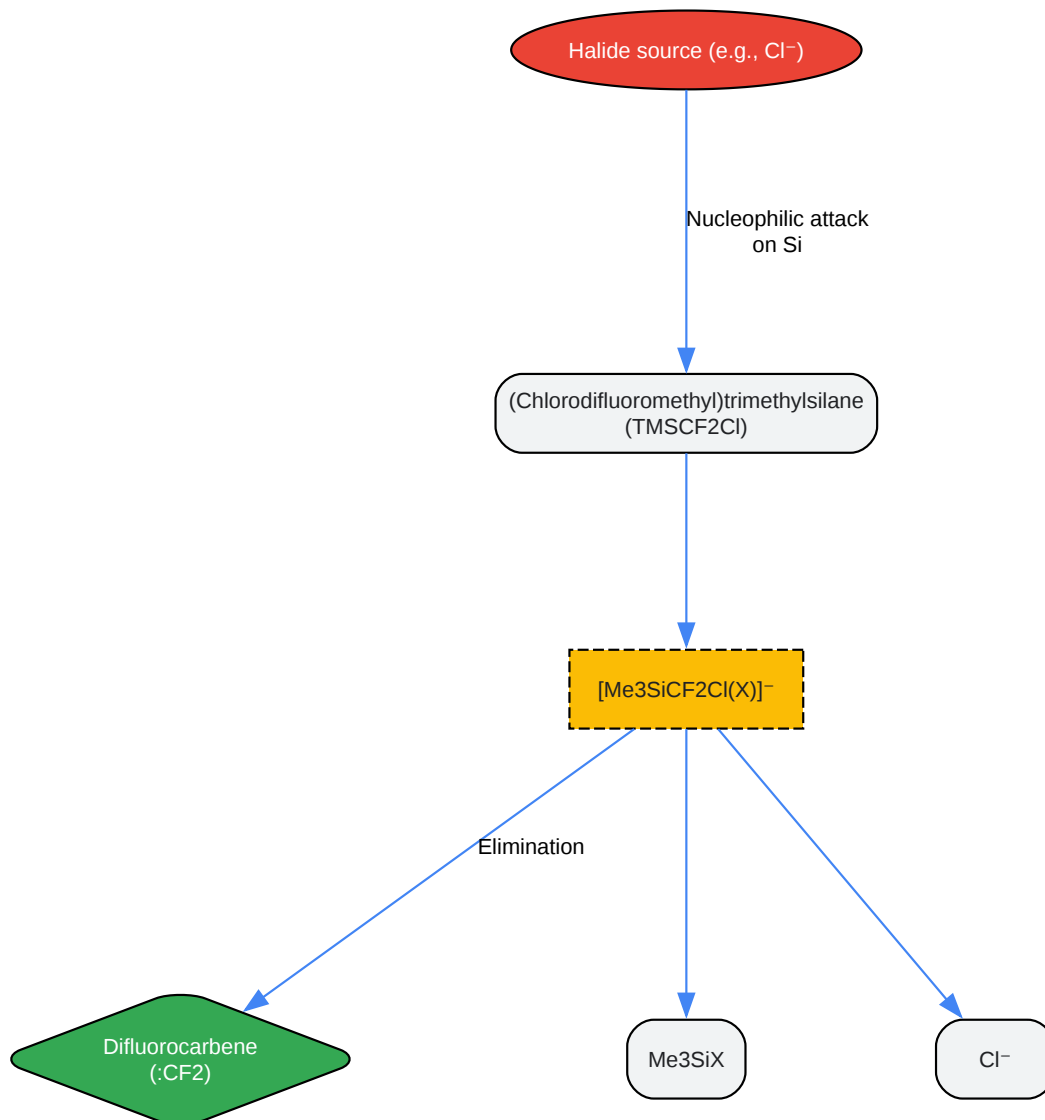 Halide source (e.g., Cl⁻)
Nucleophilic attack
on Si
(Chlorodifluoromethyl)trimethylsilane
(TMSCF2Cl)
[Me3SiCF2Cl(X)]⁻
Elimination
Difluorocarbene
(:CF2)
Me3SiX
Cl⁻